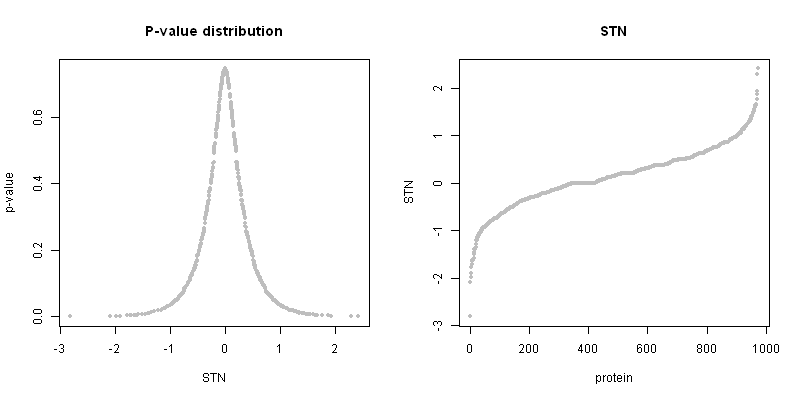 P-value distribution
p-value
0.0 0.2 0.4 0.6
-3 -2 -1 0 1 2
STN
STN
STN
-3 -2 -1 0 1 2
0 200 400 600 800 1000
protein